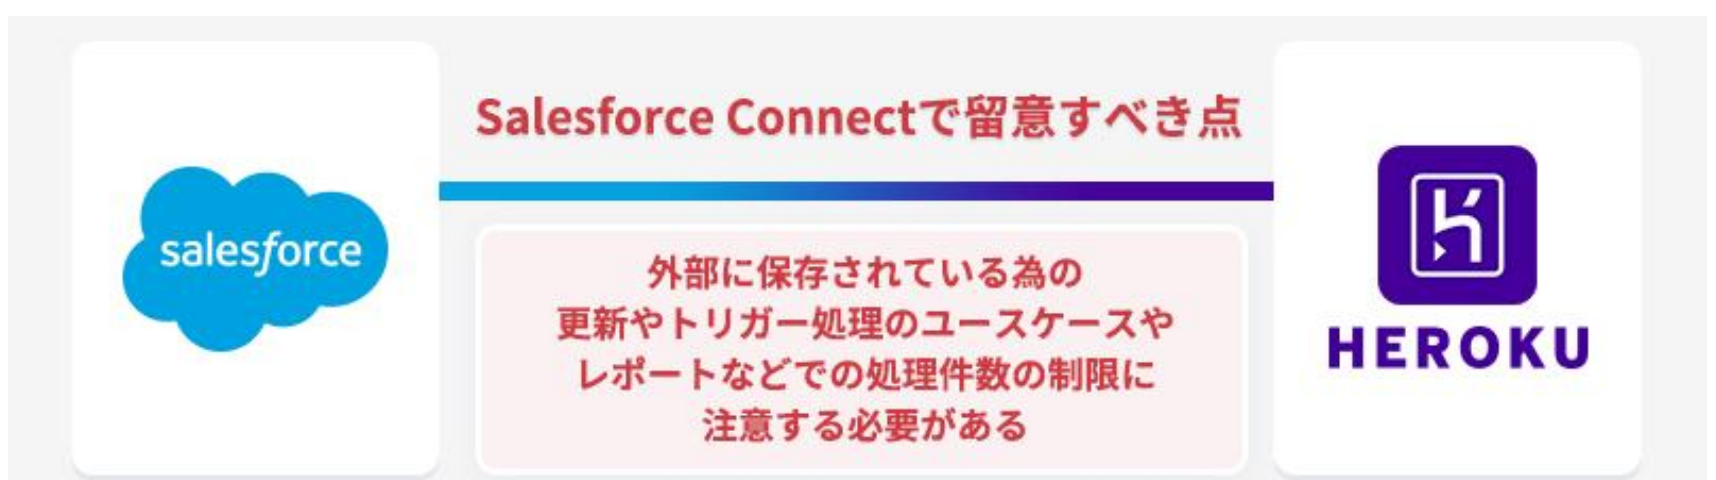 Salesforce Connectで留意すべき点
salesforce
外部に保存されている為の
更新やトリガー処理のユースケースや
レポートなどでの処理件数の制限に
注意する必要がある
HEROKU